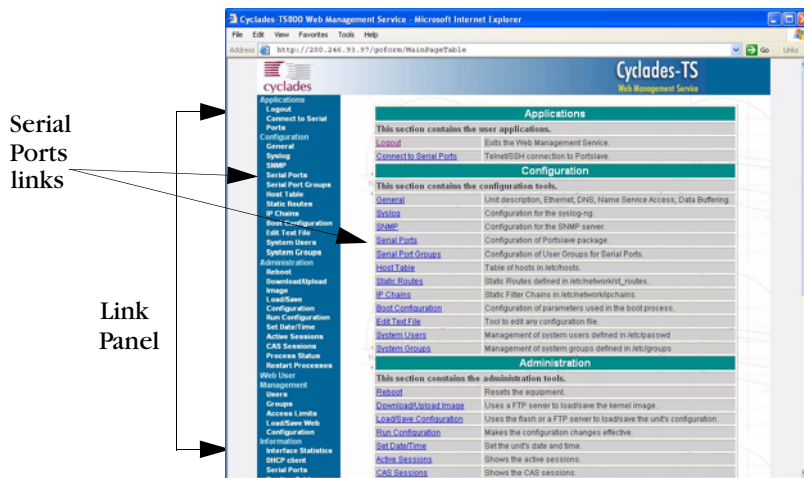 Serial
Ports
links
Link
Panel
Cyclades-TS800 Web Management Service - Microsoft Internet Explorer
File Edit View Favorites Tools Help
Address http://200.246.93.97/goform/MainPageTable Go Links
cyclades
Cyclades-TS
Web Management Service
Applications
Logout
Connect to Serial
Ports
Configuration
General
Syslog
SNMP
Serial Ports
Serial Port Groups
Host Table
Static Routes
IP Chains
Boot Configuration
Edit Text File
System Users
System Groups
Administration
Reboot
Download/Upload
Image
Load/Save
Configuration
Run Configuration
Set Date/Time
Active Sessions
CAS Sessions
Process Status
Restart Processes
Web User
Management
Users
Groups
Access Limits
Load/Save Web
Configuration
Information
Interface Statistics
DHCP client
Serial Ports
Applications
This section contains the user applications.
Logout Exits the Web Management Service.
Connect to Serial Ports Telnet/SSH connection to Portslave.
Configuration
This section contains the configuration tools.
General Unit description, Ethernet, DNS, Name Service Access, Data Buffering.
Syslog Configuration for the syslog-ng.
SNMP Configuration for the SNMP server.
Serial Ports Configuration of Portslave package.
Serial Port Groups Configuration of User Groups for Serial Ports.
Host Table Table of hosts in /etc/hosts.
Static Routes Static Routes defined in /etc/network/st_routes.
IP Chains Static Filter Chains in /etc/network/ipchains.
Boot Configuration Configuration of parameters used in the boot process.
Edit Text File Tool to edit any configuration file.
System Users Management of system users defined in /etc/passwd
System Groups Management of system groups defined in /etc/groups
Administration
This section constains the administration tools.
Reboot Resets the equipment.
Download/Upload Image Uses a FTP server to load/save the kernel image.
Load/Save Configuration Uses the flash or a FTP server to load/save the unit's configuration.
Run Configuration Makes the configuration changes effective.
Set Date/Time Set the unit's date and time.
Active Sessions Shows the active sessions.
CAS Sessions Shows the CAS sessions.